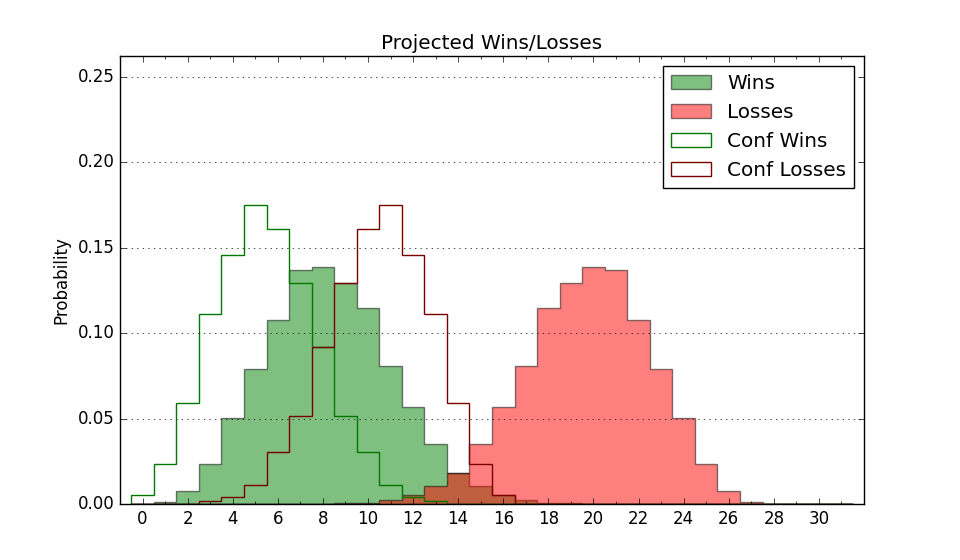 Projected Wins/Losses
0.25
0.20
0.15
0.10
0.05
0.00
Probability
Wins
Losses
Conf Wins
Conf Losses
0 2 4 6 8 10 12 14 16 18 20 22 24 26 28 30